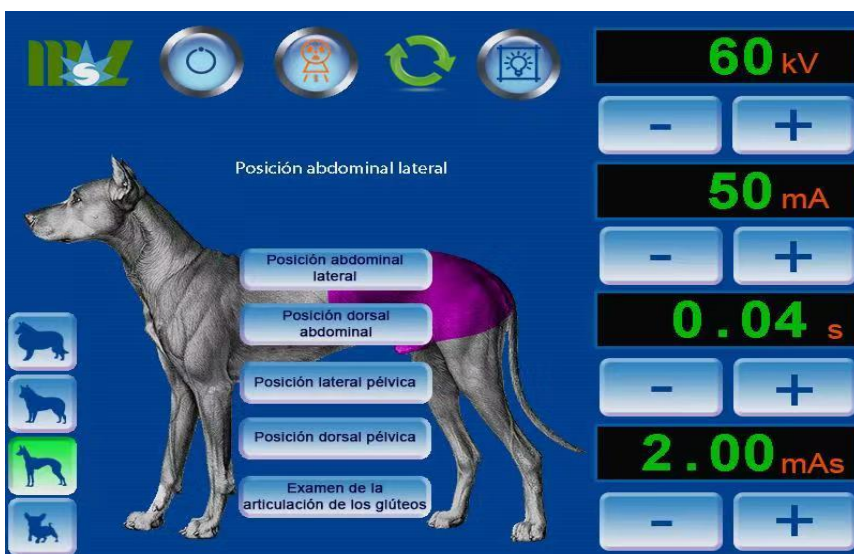 60 kV
- +
Posición abdominal lateral
50 mA
- +
Posición abdominal
lateral
Posición dorsal
abdominal
0.04 s
- +
Posición lateral pélvica
Posición dorsal pélvica
2.00 mAs
Examen de la
articulación de los glúteos
- +